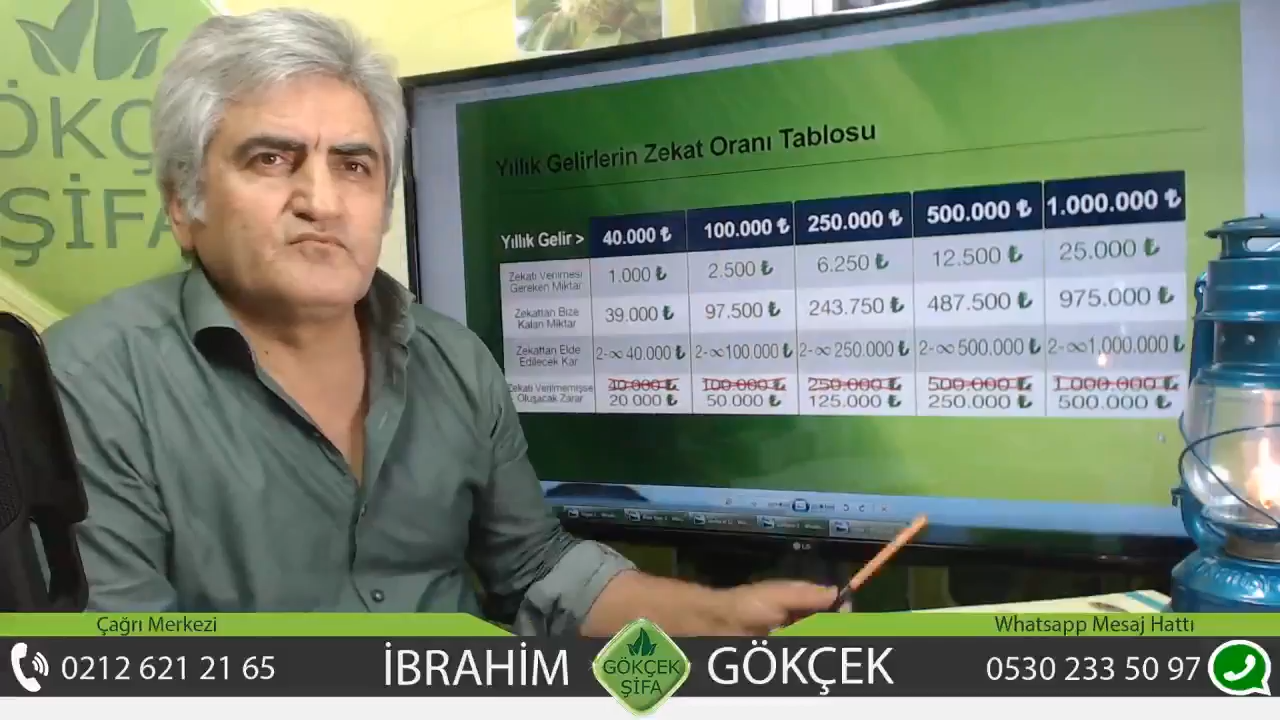 ÖKÇ
ŞİFA
Yıllık Gelirlerin Zekat Oranı Tablosu
Yıllık Gelir > 40.000 ₺ 100.000 ₺ 250.000 ₺ 500.000 ₺ 1.000.000 ₺
Zekatı Verilmesi
Gereken Miktar
1.000 ₺ 2.500 ₺ 6.250 ₺ 12.500 ₺ 25.000 ₺
Zekattan Bize
Kalan Miktar
39.000 ₺ 97.500 ₺ 243.750 ₺ 487.500 ₺ 975.000 ₺
Zekattan Elde
Edilecek Kar
2-∞ 40.000 ₺ 2-∞100.000 ₺ 2-∞ 250.000 ₺ 2-∞ 500.000 ₺ 2-∞1,000.000 ₺
Zekatı Verilmemişse
Oluşacak Zarar
40.000 ₺ 100.000 ₺ 250.000 ₺ 500.000 ₺ 1.000.000 ₺
20.000 ₺ 50.000 ₺ 125.000 ₺ 250.000 ₺ 500.000 ₺
LG
Çağrı Merkezi
0212 621 21 65
İBRAHİM
GÖKÇEK
ŞİFA
GÖKÇEK
Whatsapp Mesaj Hattı
0530 233 50 97